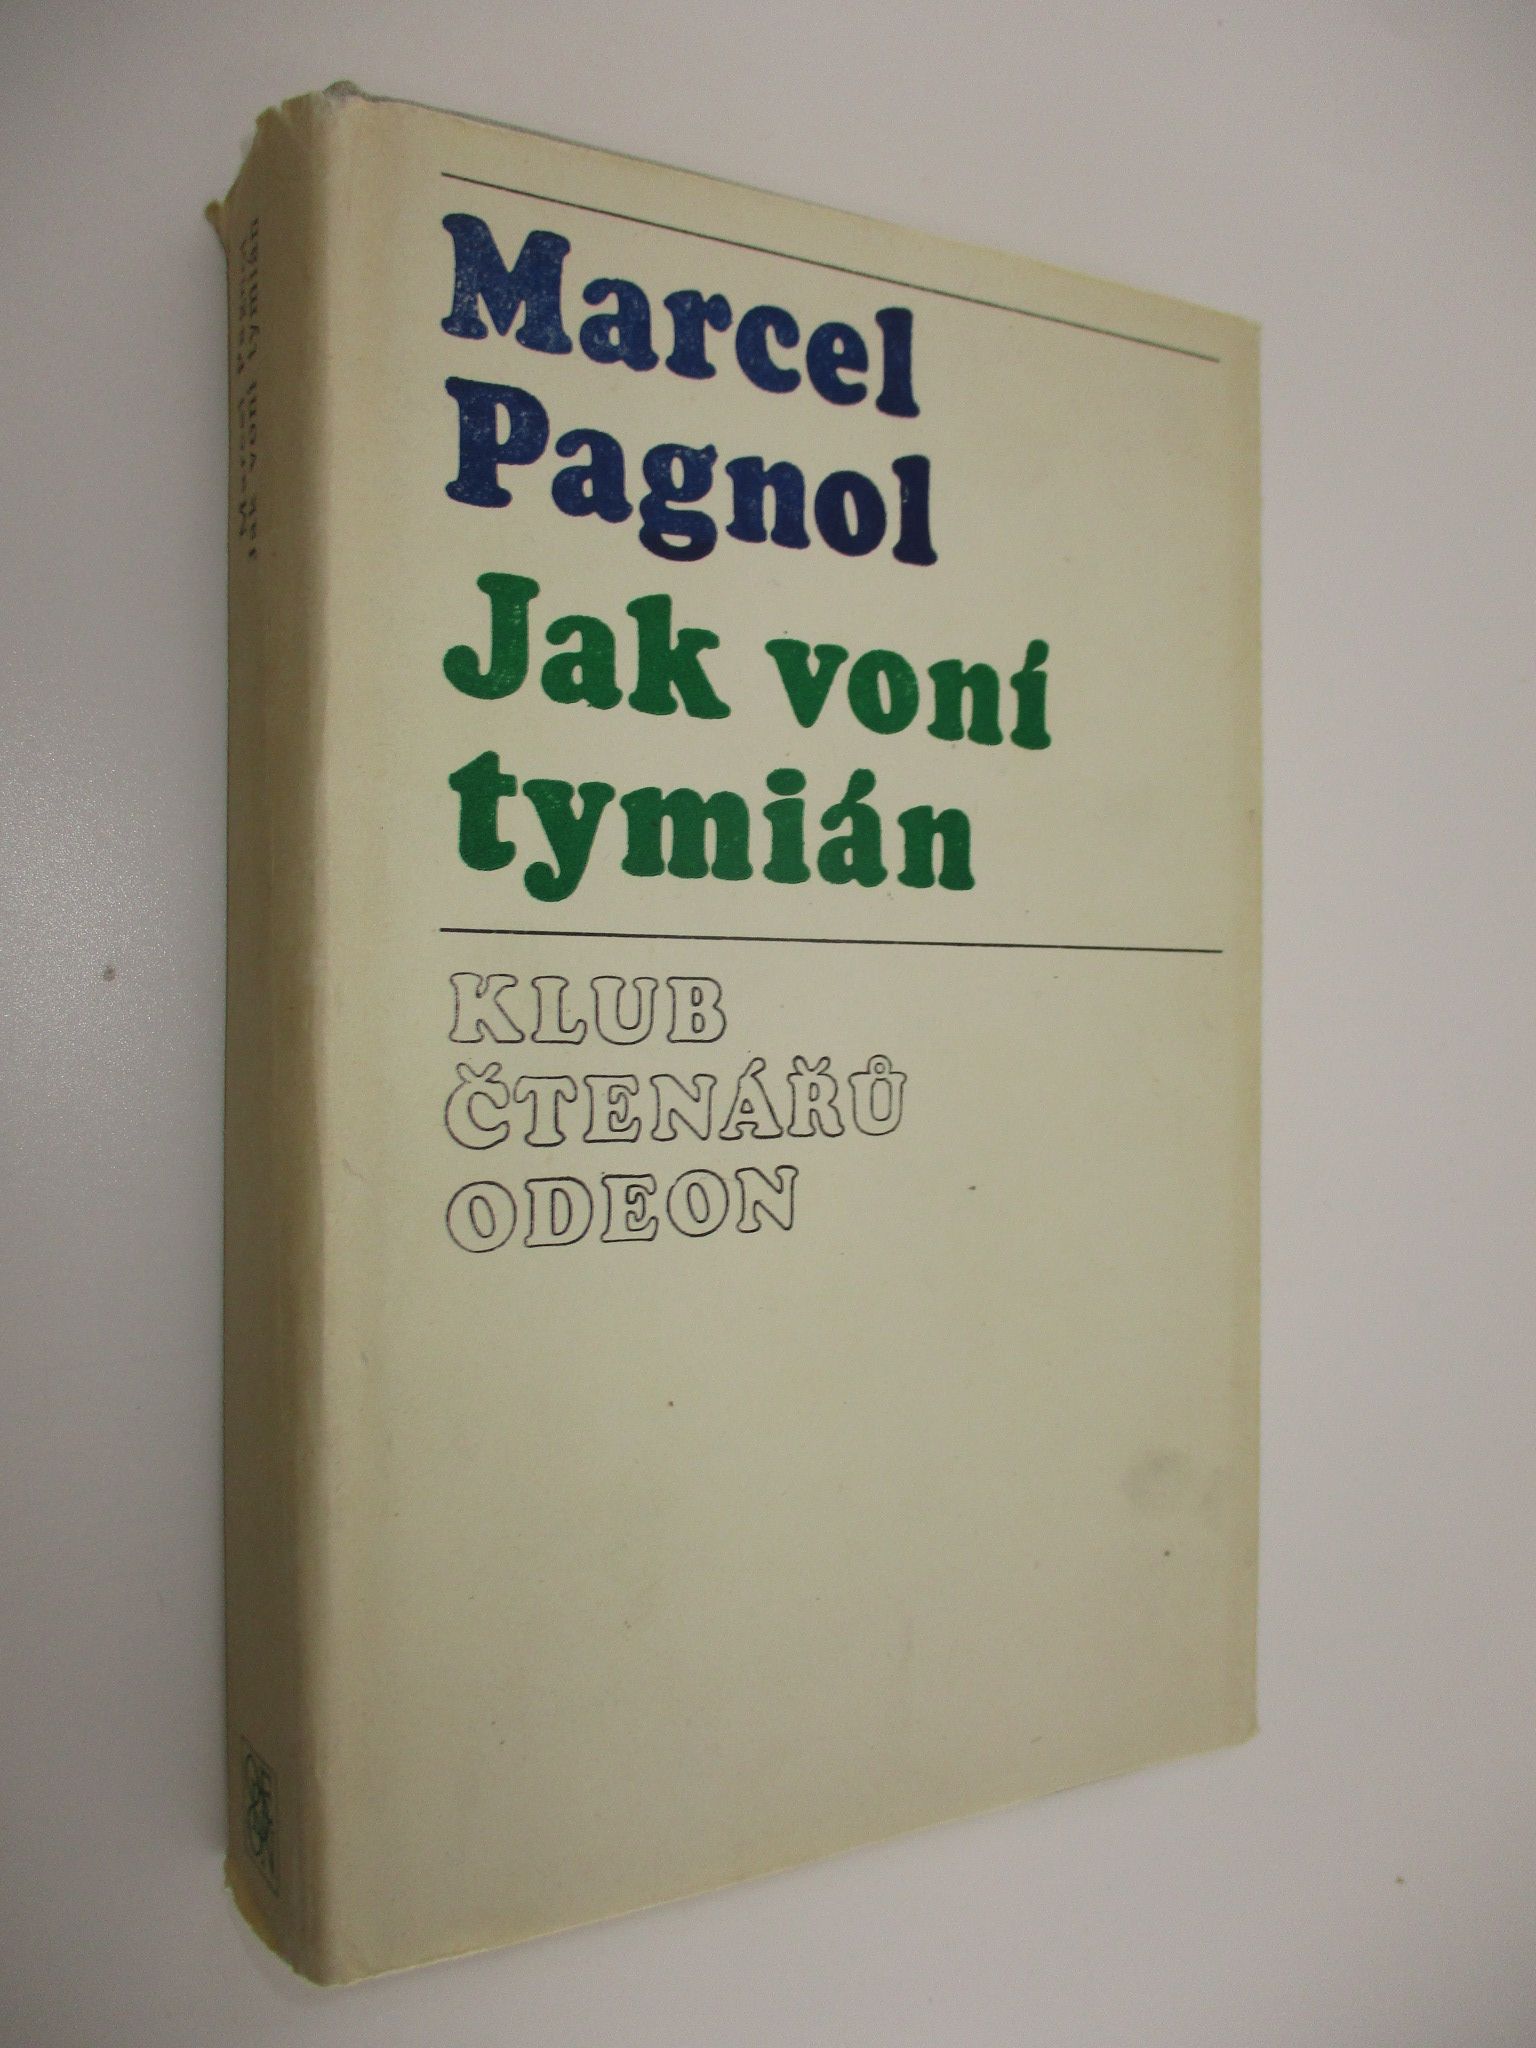 Marcel
Pagnol
Jak voní
tymián
KLUB
ČTENÁŘŮ
ODEON